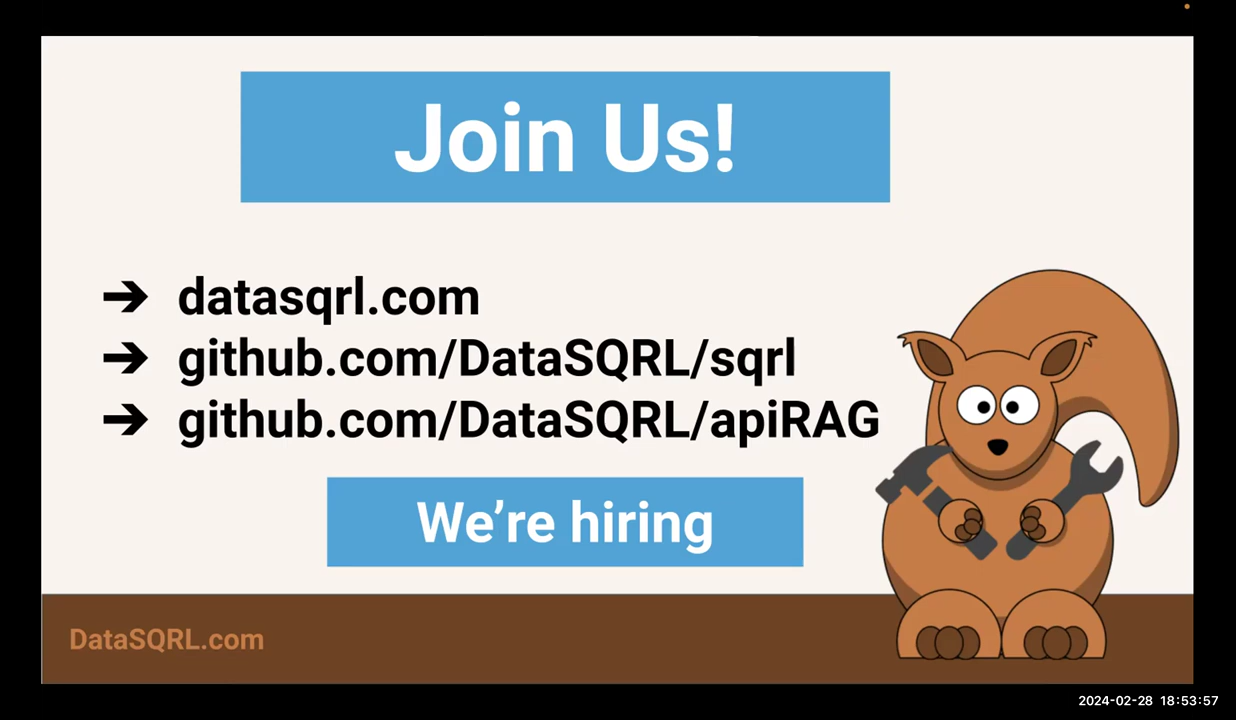 Join Us!
➔ datasqrl.com
➔ github.com/DataSQRL/sqrl
➔ github.com/DataSQRL/apiRAG
We’re hiring
DataSQRL.com
2024-02-28 18:53:57